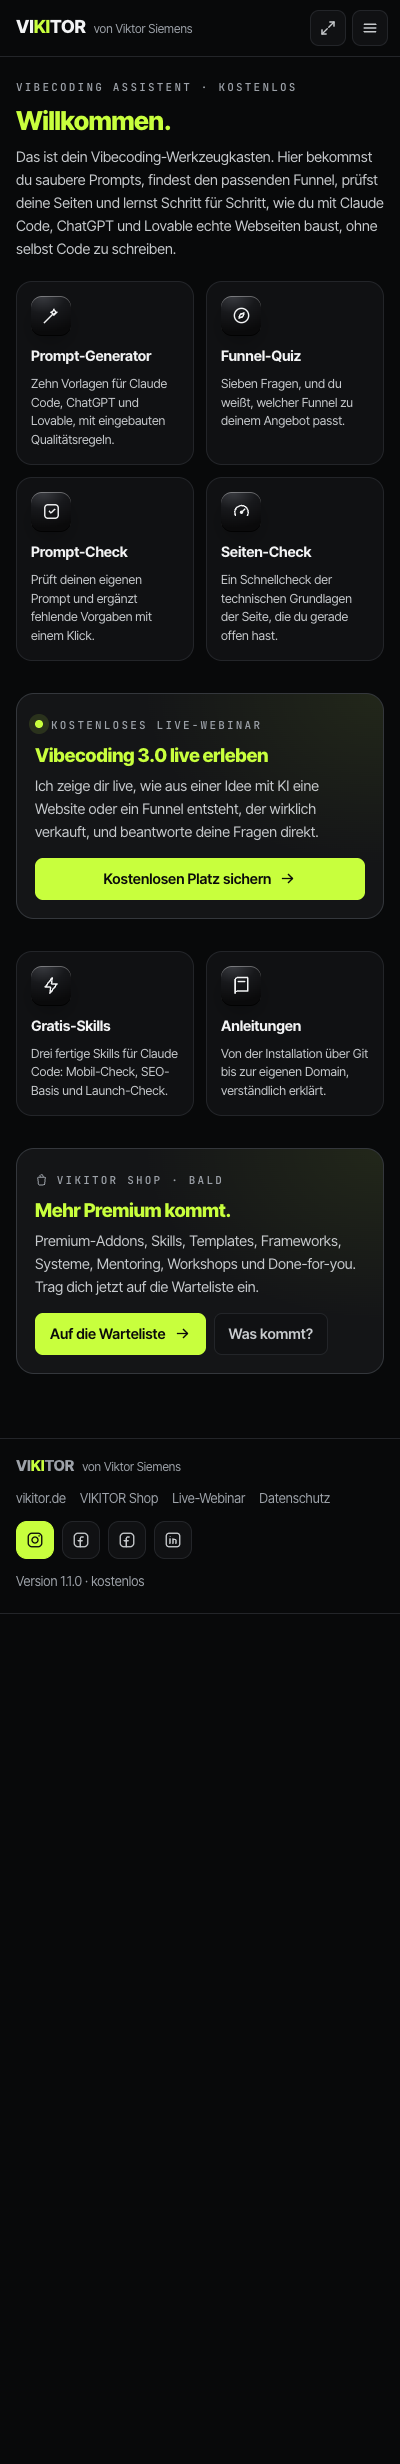 VIKITOR von Viktor Siemens
VIBECODING ASSISTENT · KOSTENLOS
Willkommen.
Das ist dein Vibecoding-Werkzeugkasten. Hier bekommst
du saubere Prompts, findest den passenden Funnel, prüfst
deine Seiten und lernst Schritt für Schritt, wie du mit Claude
Code, ChatGPT und Lovable echte Webseiten baust, ohne
selbst Code zu schreiben.
Prompt-Generator
Zehn Vorlagen für Claude
Code, ChatGPT und
Lovable, mit eingebauten
Qualitätsregeln.
Funnel-Quiz
Sieben Fragen, und du
weißt, welcher Funnel zu
deinem Angebot passt.
Prompt-Check
Prüft deinen eigenen
Prompt und ergänzt
fehlende Vorgaben mit
einem Klick.
Seiten-Check
Ein Schnellcheck der
technischen Grundlagen
der Seite, die du gerade
offen hast.
KOSTENLOSES LIVE-WEBINAR
Vibecoding 3.0 live erleben
Ich zeige dir live, wie aus einer Idee mit KI eine
Website oder ein Funnel entsteht, der wirklich
verkauft, und beantworte deine Fragen direkt.
Kostenlosen Platz sichern →
Gratis-Skills
Drei fertige Skills für Claude
Code: Mobil-Check, SEO-
Basis und Launch-Check.
Anleitungen
Von der Installation über Git
bis zur eigenen Domain,
verständlich erklärt.
VIKITOR SHOP · BALD
Mehr Premium kommt.
Premium-Addons, Skills, Templates, Frameworks,
Systeme, Mentoring, Workshops und Done-for-you.
Trag dich jetzt auf die Warteliste ein.
Auf die Warteliste →
Was kommt?
VIKITOR von Viktor Siemens
vikitor.de VIKITOR Shop Live-Webinar Datenschutz
Version 1.1.0 · kostenlos